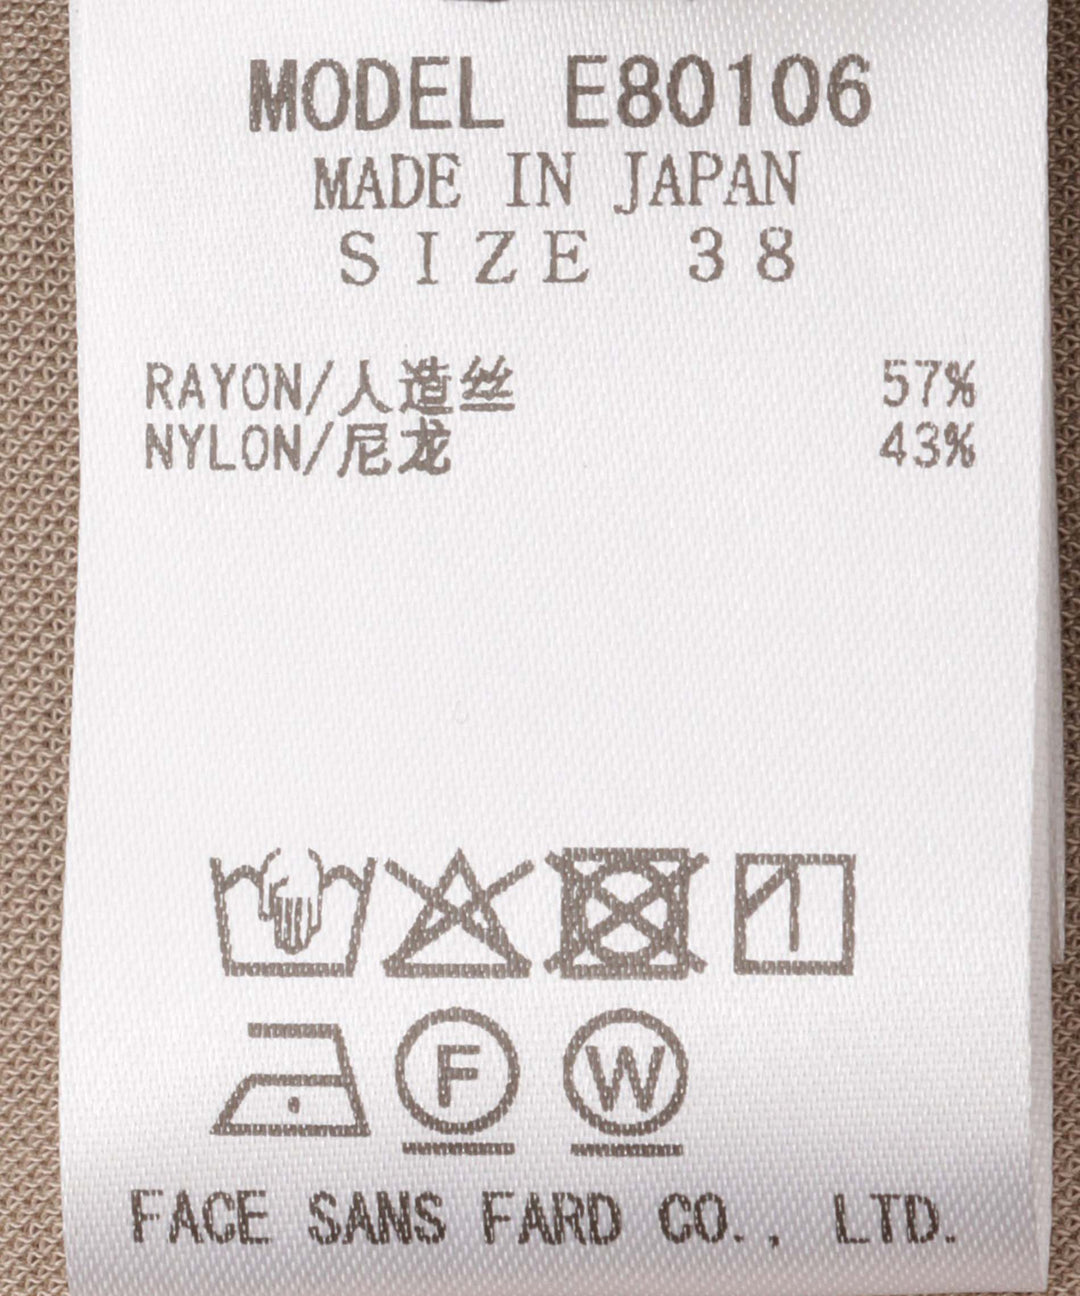 MODEL E80106
MADE IN JAPAN
SIZE 38
RAYON/人造丝 57%
NYLON/尼龙 43%
F W
FACE SANS FARD CO., LTD.